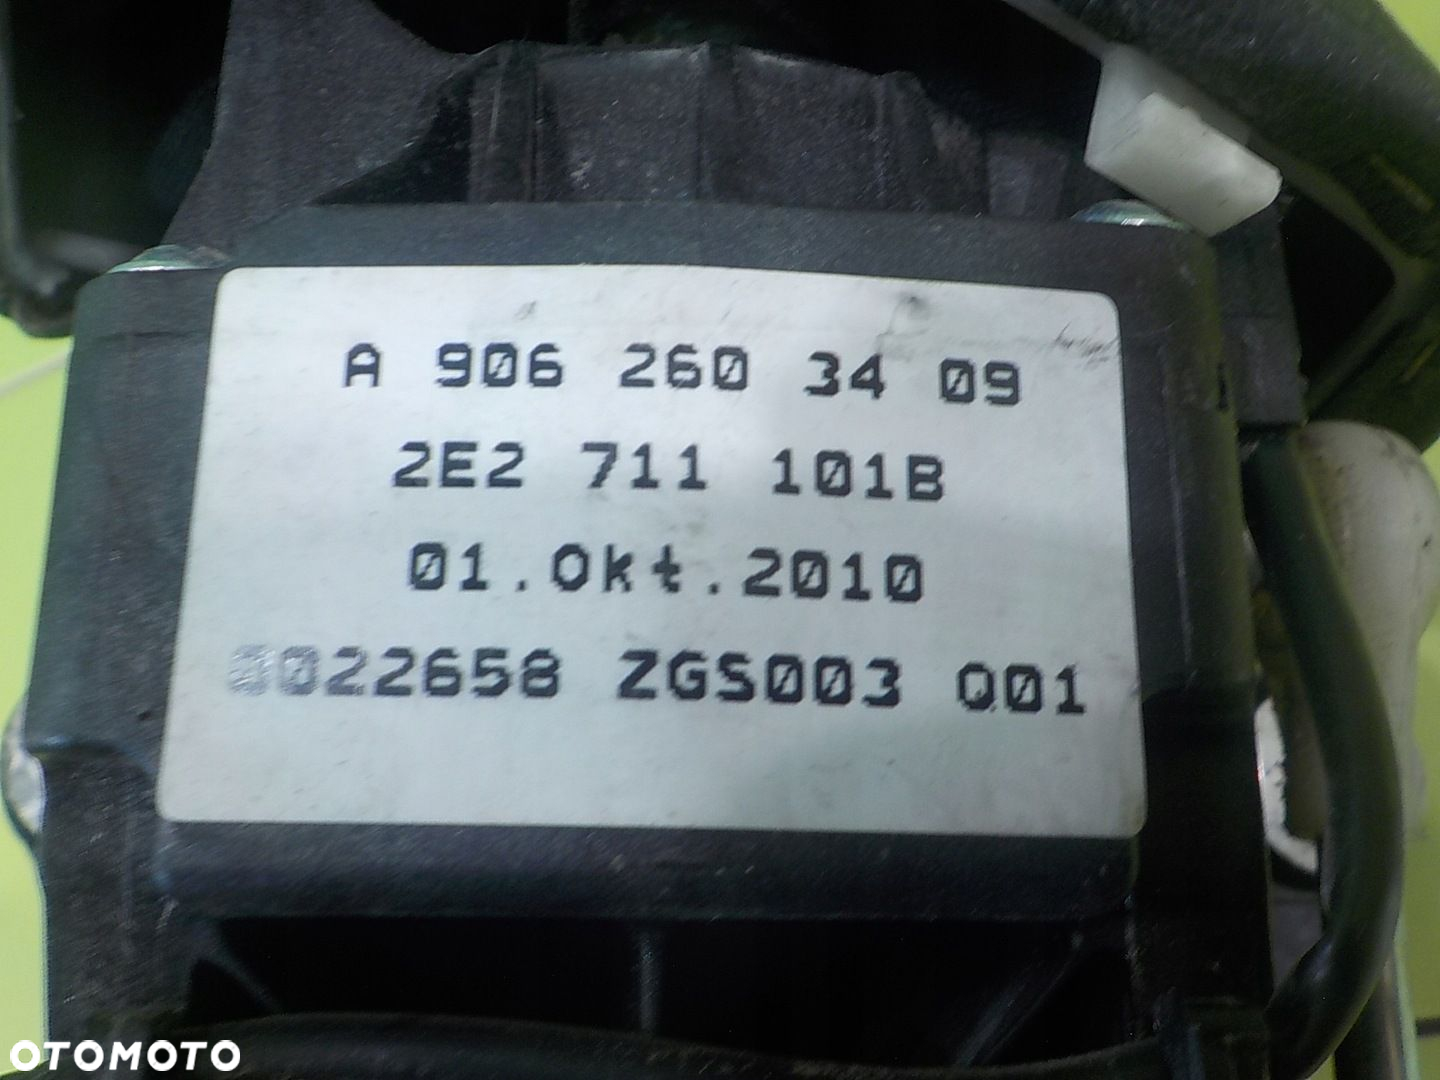 A 906 260 34 09
2E2 711 101B
01.Okt.2010
0022658 ZGS003 Q01
OTOMOTO